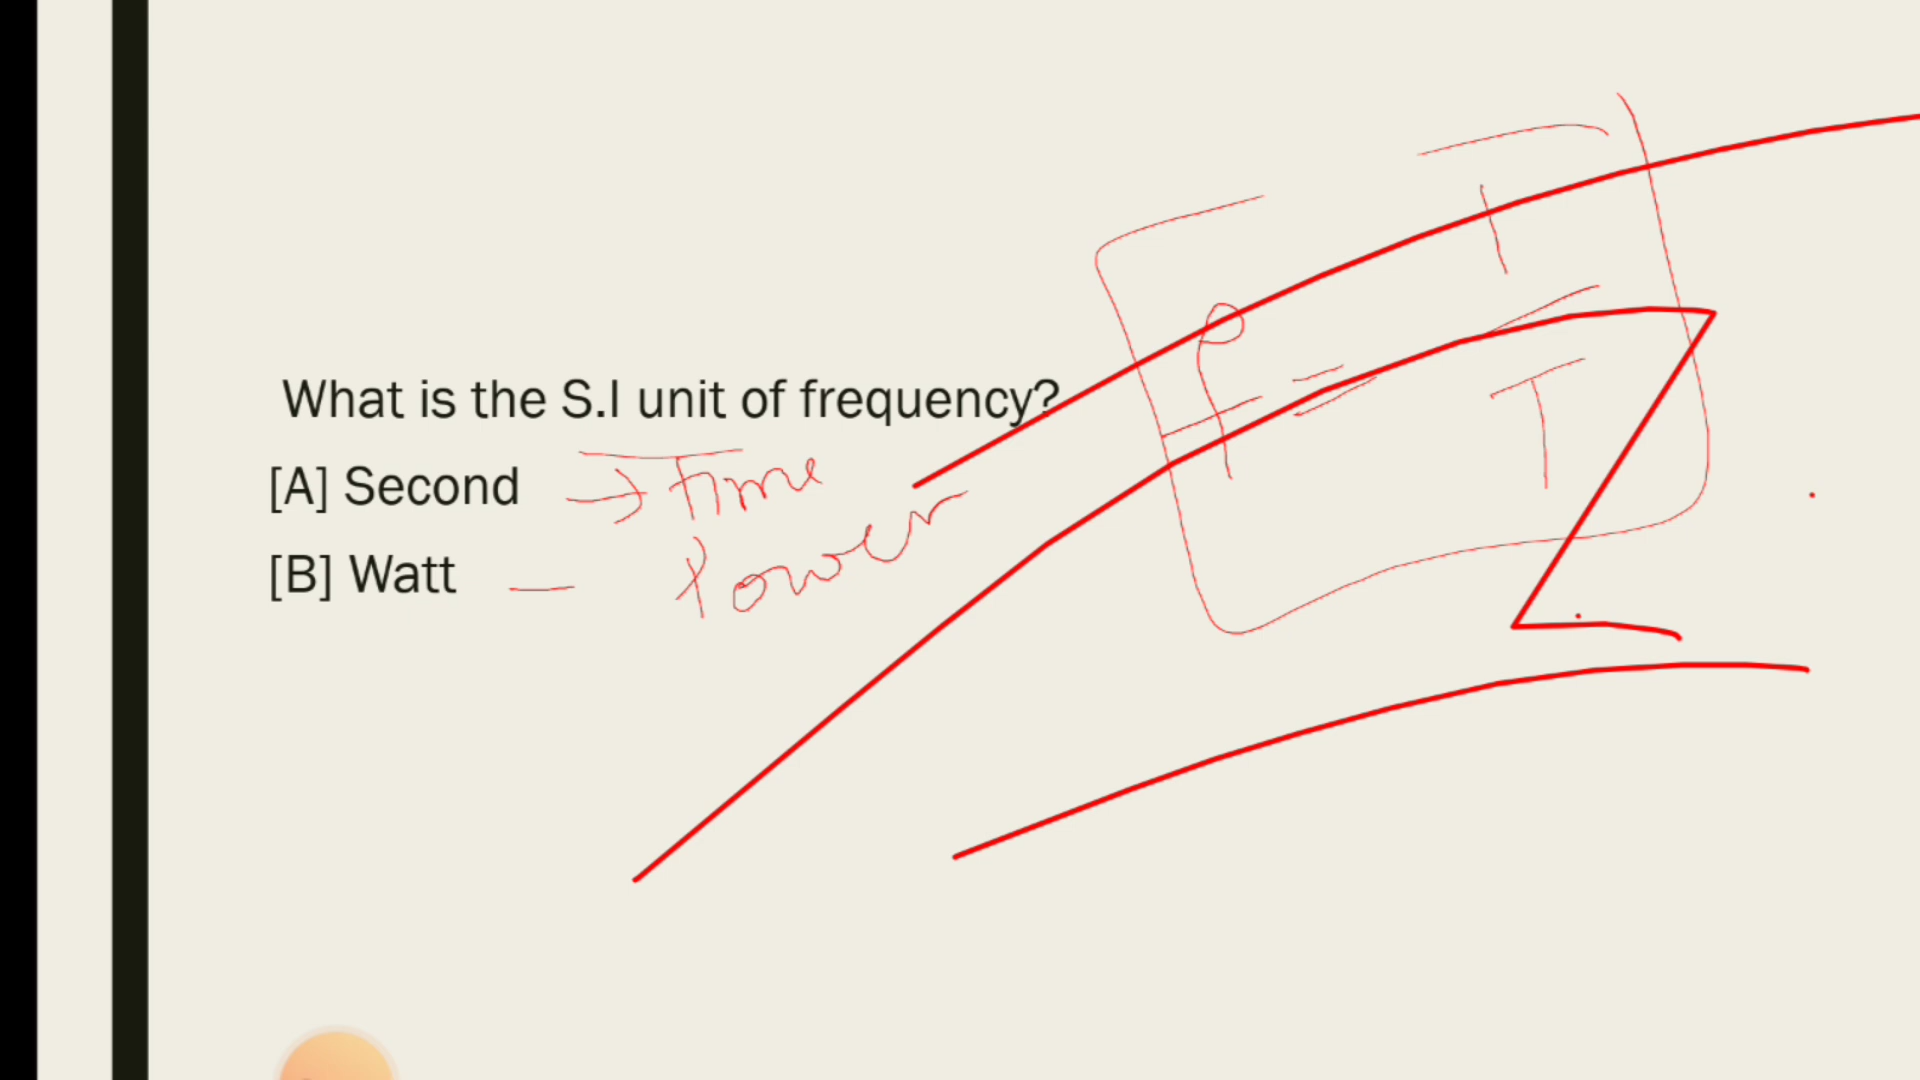 What is the S.I unit of frequency?
[A] Second → Time
[B] Watt — Power
f = 1/T